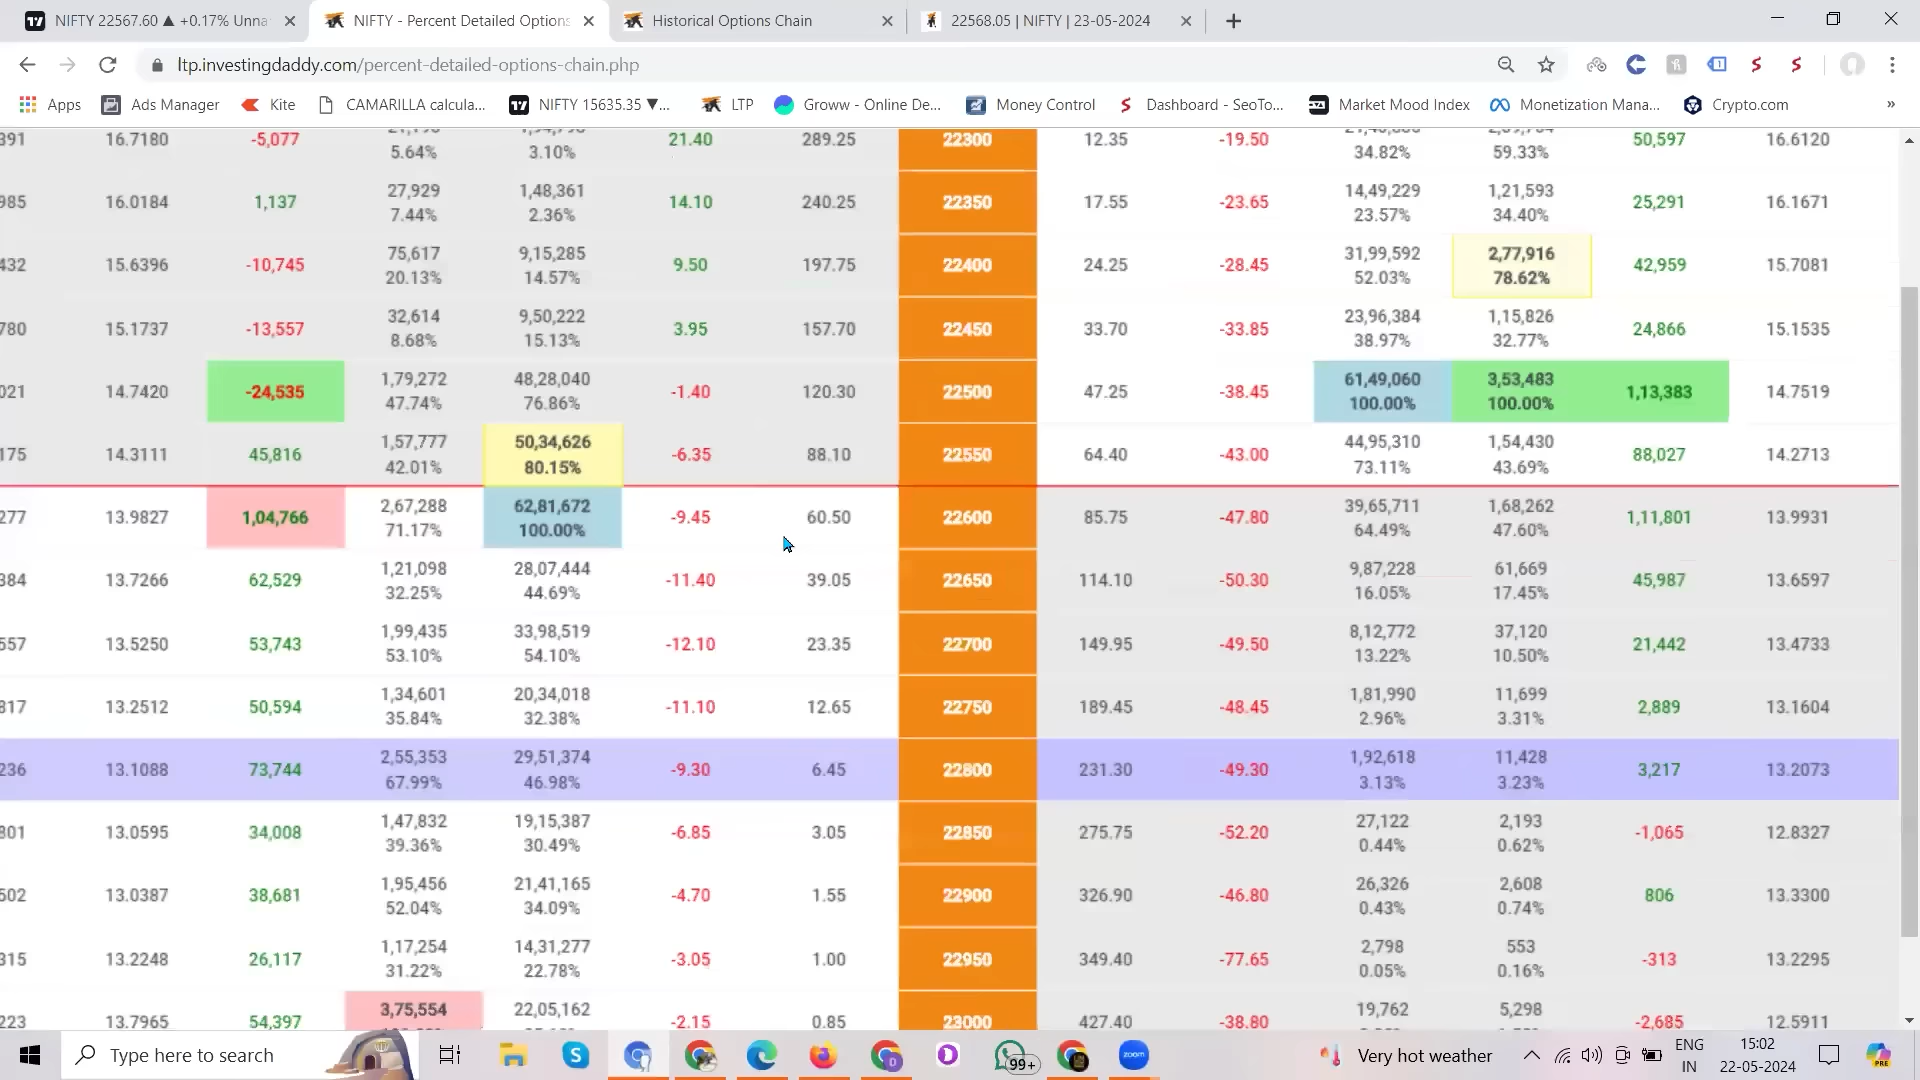 NIFTY 22567.60 ▲ +0.17% Unna
NIFTY - Percent Detailed Options
Historical Options Chain
22568.05 | NIFTY | 23-05-2024
ltp.investingdaddy.com/percent-detailed-options-chain.php
Apps Ads Manager Kite CAMARILLA calcula... NIFTY 15635.35 ▼... LTP Groww - Online De... Money Control Dashboard - SeoTo... Market Mood Index Monetization Mana... Crypto.com »
391 16.7180 -5,077 5.64% 3.10% 21.40 289.25 22300 12.35 -19.50 34.82% 59.33% 50,597 16.6120
985 16.0184 1,137 27,929 7.44% 1,48,361 2.36% 14.10 240.25 22350 17.55 -23.65 14,49,229 23.57% 1,21,593 34.40% 25,291 16.1671
432 15.6396 -10,745 75,617 20.13% 9,15,285 14.57% 9.50 197.75 22400 24.25 -28.45 31,99,592 52.03% 2,77,916 78.62% 42,959 15.7081
780 15.1737 -13,557 32,614 8.68% 9,50,222 15.13% 3.95 157.70 22450 33.70 -33.85 23,96,384 38.97% 1,15,826 32.77% 24,866 15.1535
021 14.7420 -24,535 1,79,272 47.74% 48,28,040 76.86% -1.40 120.30 22500 47.25 -38.45 61,49,060 100.00% 3,53,483 100.00% 1,13,383 14.7519
175 14.3111 45,816 1,57,777 42.01% 50,34,626 80.15% -6.35 88.10 22550 64.40 -43.00 44,95,310 73.11% 1,54,430 43.69% 88,027 14.2713
277 13.9827 1,04,766 2,67,288 71.17% 62,81,672 100.00% -9.45 60.50 22600 85.75 -47.80 39,65,711 64.49% 1,68,262 47.60% 1,11,801 13.9931
384 13.7266 62,529 1,21,098 32.25% 28,07,444 44.69% -11.40 39.05 22650 114.10 -50.30 9,87,228 16.05% 61,669 17.45% 45,987 13.6597
557 13.5250 53,743 1,99,435 53.10% 33,98,519 54.10% -12.10 23.35 22700 149.95 -49.50 8,12,772 13.22% 37,120 10.50% 21,442 13.4733
817 13.2512 50,594 1,34,601 35.84% 20,34,018 32.38% -11.10 12.65 22750 189.45 -48.45 1,81,990 2.96% 11,699 3.31% 2,889 13.1604
236 13.1088 73,744 2,55,353 67.99% 29,51,374 46.98% -9.30 6.45 22800 231.30 -49.30 1,92,618 3.13% 11,428 3.23% 3,217 13.2073
801 13.0595 34,008 1,47,832 39.36% 19,15,387 30.49% -6.85 3.05 22850 275.75 -52.20 27,122 0.44% 2,193 0.62% -1,065 12.8327
502 13.0387 38,681 1,95,456 52.04% 21,41,165 34.09% -4.70 1.55 22900 326.90 -46.80 26,326 0.43% 2,608 0.74% 806 13.3300
315 13.2248 26,117 1,17,254 31.22% 14,31,277 22.78% -3.05 1.00 22950 349.40 -77.65 2,798 0.05% 553 0.16% -313 13.2295
223 13.7965 54,397 3,75,554 22,05,162 -2.15 0.85 23000 427.40 -38.80 19,762 5,298 -2,685 12.5911
Type here to search
99+
zoom
Very hot weather
ENG
IN
15:02
22-05-2024
PRE